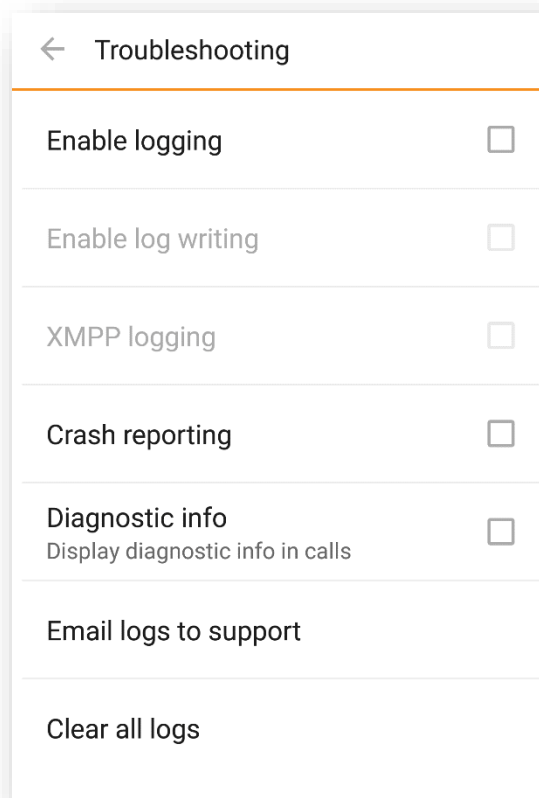 Troubleshooting
Enable logging
Enable log writing
XMPP logging
Crash reporting
Diagnostic info
Display diagnostic info in calls
Email logs to support
Clear all logs